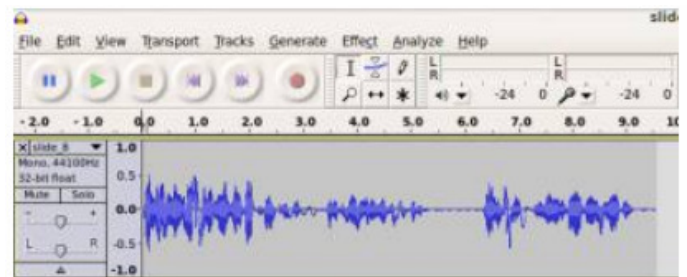 slid
File Edit View Transport Tracks Generate Effect Analyze Help
L
R
-24 0
L
R
-24 0
- 2.0 - 1.0 0.0 1.0 2.0 3.0 4.0 5.0 6.0 7.0 8.0 9.0 10
X slide_8
Mono, 44100Hz
32-bit float
Mute Solo
- +
L R
1.0
0.5
0.0
-0.5
-1.0